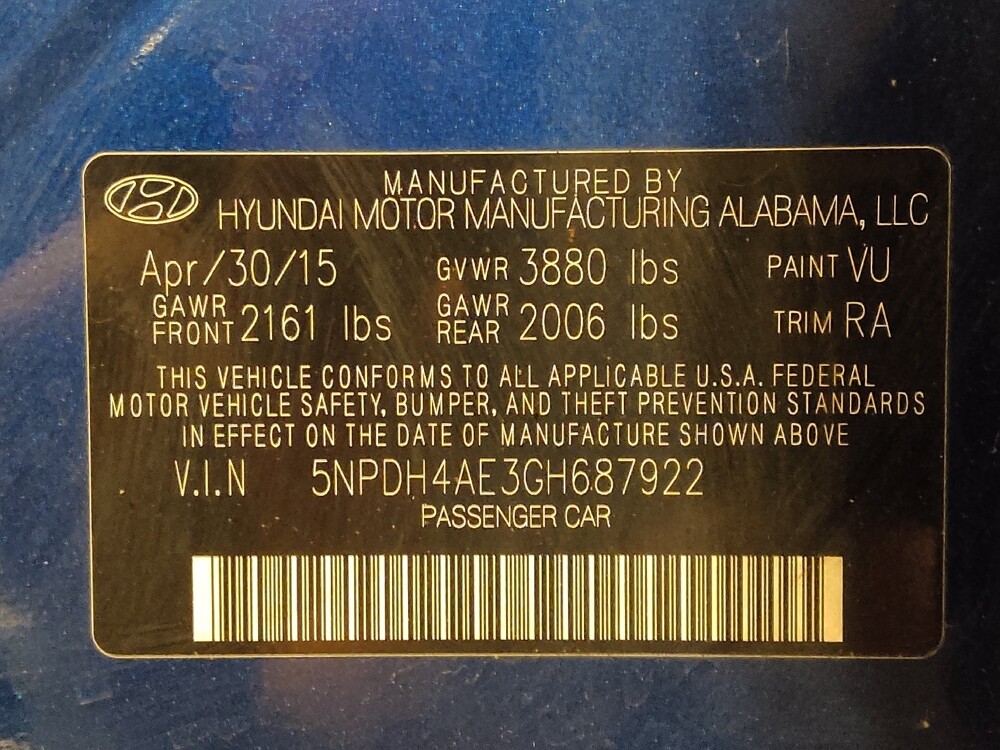 MANUFACTURED BY
HYUNDAI MOTOR MANUFACTURING ALABAMA, LLC
Apr/30/15 GVWR 3880 lbs PAINT VU
GAWR FRONT 2161 lbs GAWR REAR 2006 lbs TRIM RA
THIS VEHICLE CONFORMS TO ALL APPLICABLE U.S.A. FEDERAL
MOTOR VEHICLE SAFETY, BUMPER, AND THEFT PREVENTION STANDARDS
IN EFFECT ON THE DATE OF MANUFACTURE SHOWN ABOVE
V.I.N 5NPDH4AE3GH687922
PASSENGER CAR